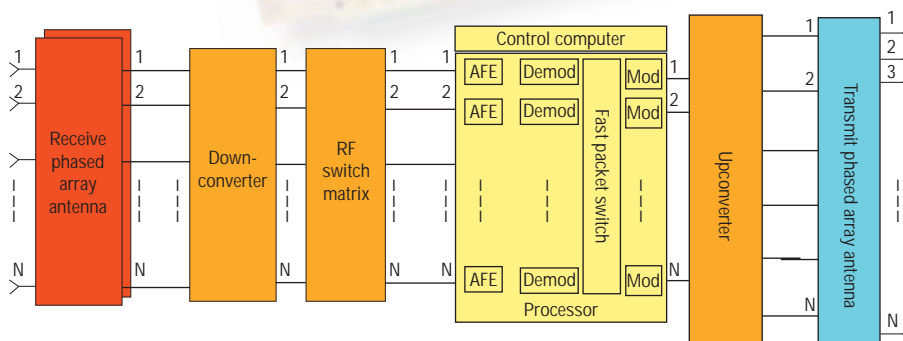 Control computer
1 1 1 1 AFE Demod Mod 1 1 1
2 2 2 2 AFE Demod Mod 2 2 2
3
Receive
phased
array
antenna
Down-
converter
RF
switch
matrix
Fast packet switch
Upconverter
Transmit phased array antenna
N N N N AFE Demod Mod N N N
Processor